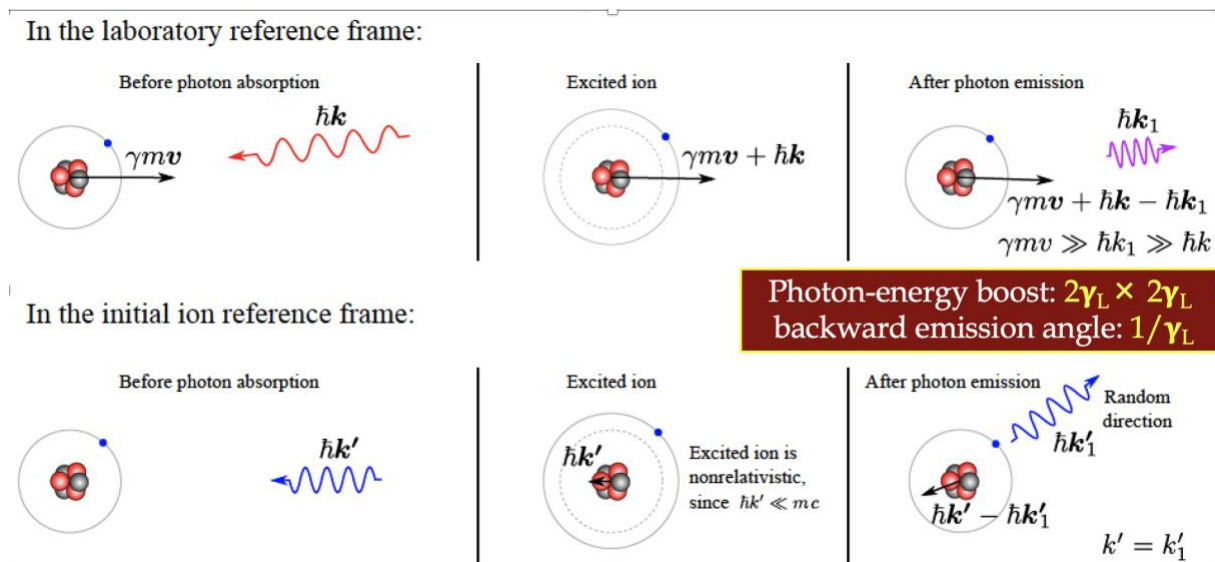 In the laboratory reference frame:
Before photon absorption
Excited ion
After photon emission
ħk
ħk₁
γmv
γmv + ħk
γmv + ħk − ħk₁
γmv ≫ ħk₁ ≫ ħk
Photon-energy boost: 2γL × 2γL
backward emission angle: 1/γL
In the initial ion reference frame:
Before photon absorption
Excited ion
After photon emission
Random
direction
ħk′
ħk′
Excited ion is
nonrelativistic,
since ħk′ ≪ mc
ħk′₁
ħk′ − ħk′₁
k′ = k′₁